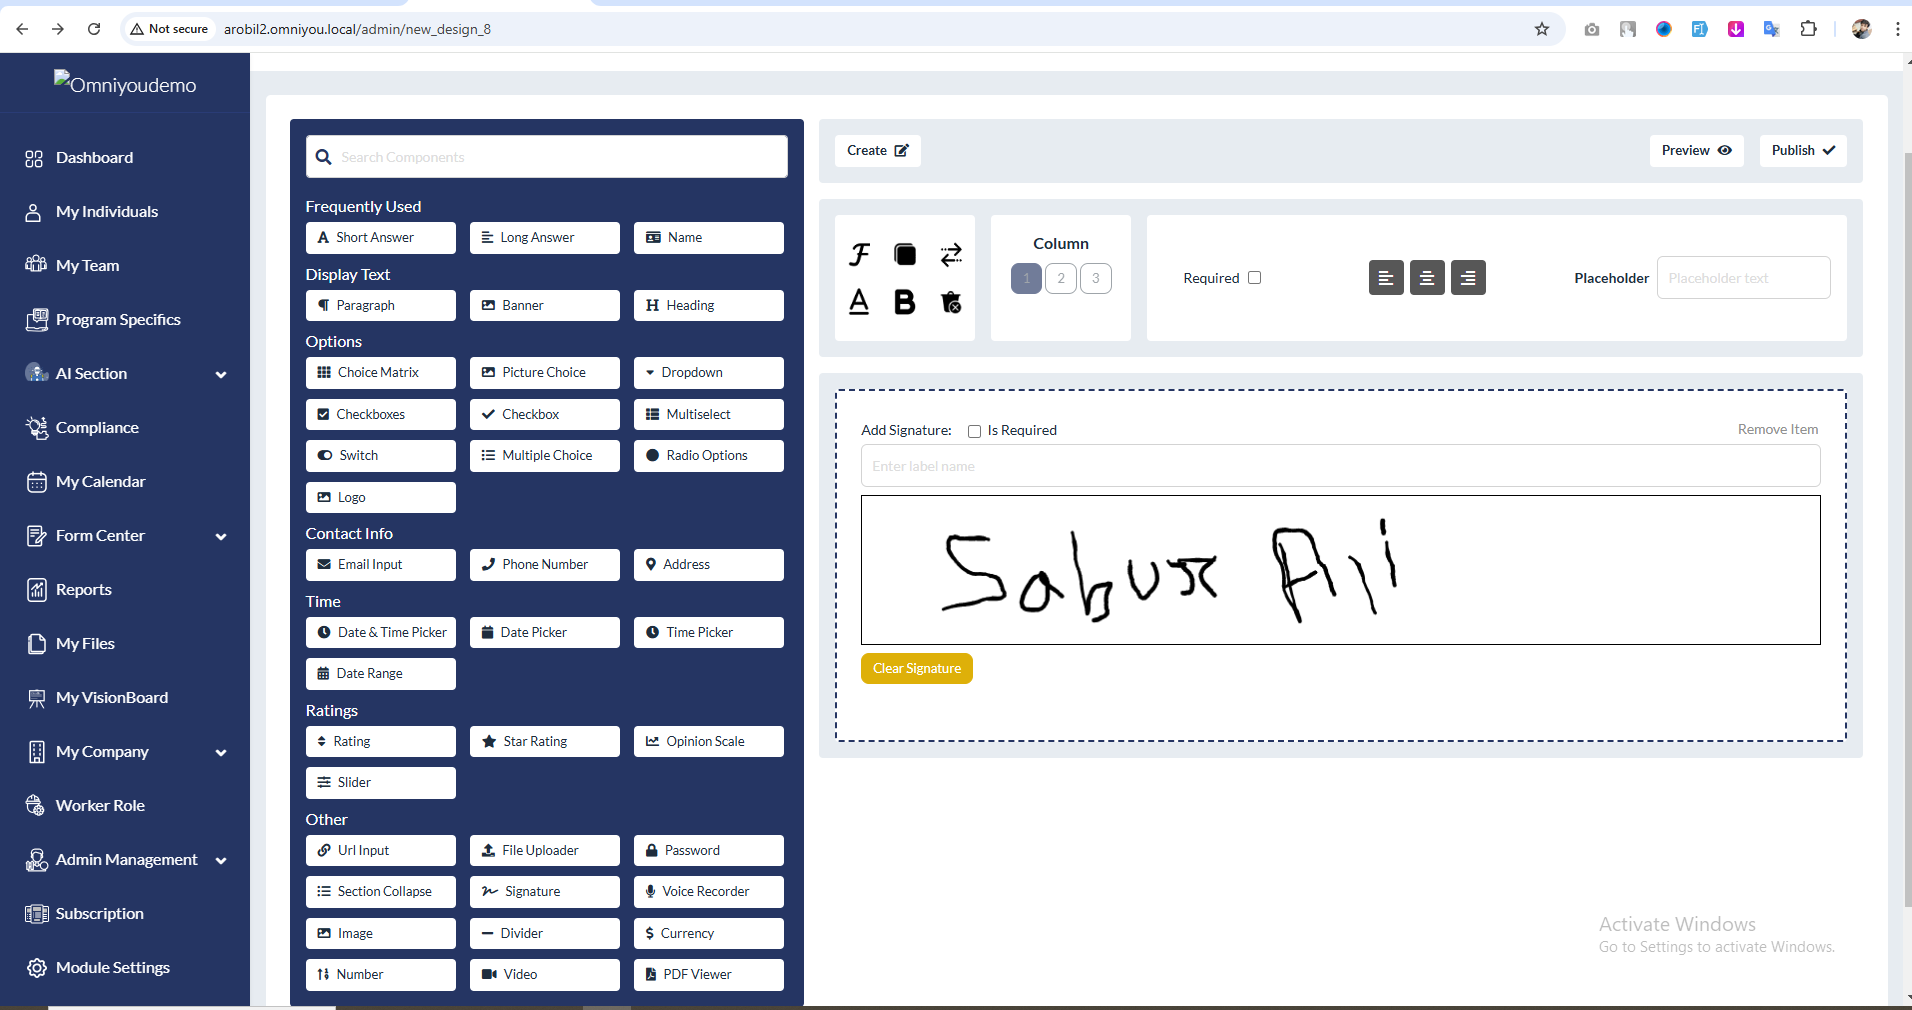 Not secure
arobil2.omniyou.local/admin/new_design_8
Omniyoudemo
Dashboard
My Individuals
My Team
Program Specifics
AI Section
Compliance
My Calendar
Form Center
Reports
My Files
My VisionBoard
My Company
Worker Role
Admin Management
Subscription
Module Settings
Search Components
Frequently Used
Short Answer Long Answer Name
Display Text
Paragraph Banner Heading
Options
Choice Matrix Picture Choice Dropdown
Checkboxes Checkbox Multiselect
Switch Multiple Choice Radio Options
Logo
Contact Info
Email Input Phone Number Address
Time
Date & Time Picker Date Picker Time Picker
Date Range
Ratings
Rating Star Rating Opinion Scale
Slider
Other
Url Input File Uploader Password
Section Collapse Signature Voice Recorder
Image Divider Currency
Number Video PDF Viewer
Create Preview Publish
Column
1 2 3
Required Placeholder Placeholder text
Add Signature: Is Required Remove Item
Enter label name
Clear Signature
Activate Windows
Go to Settings to activate Windows.